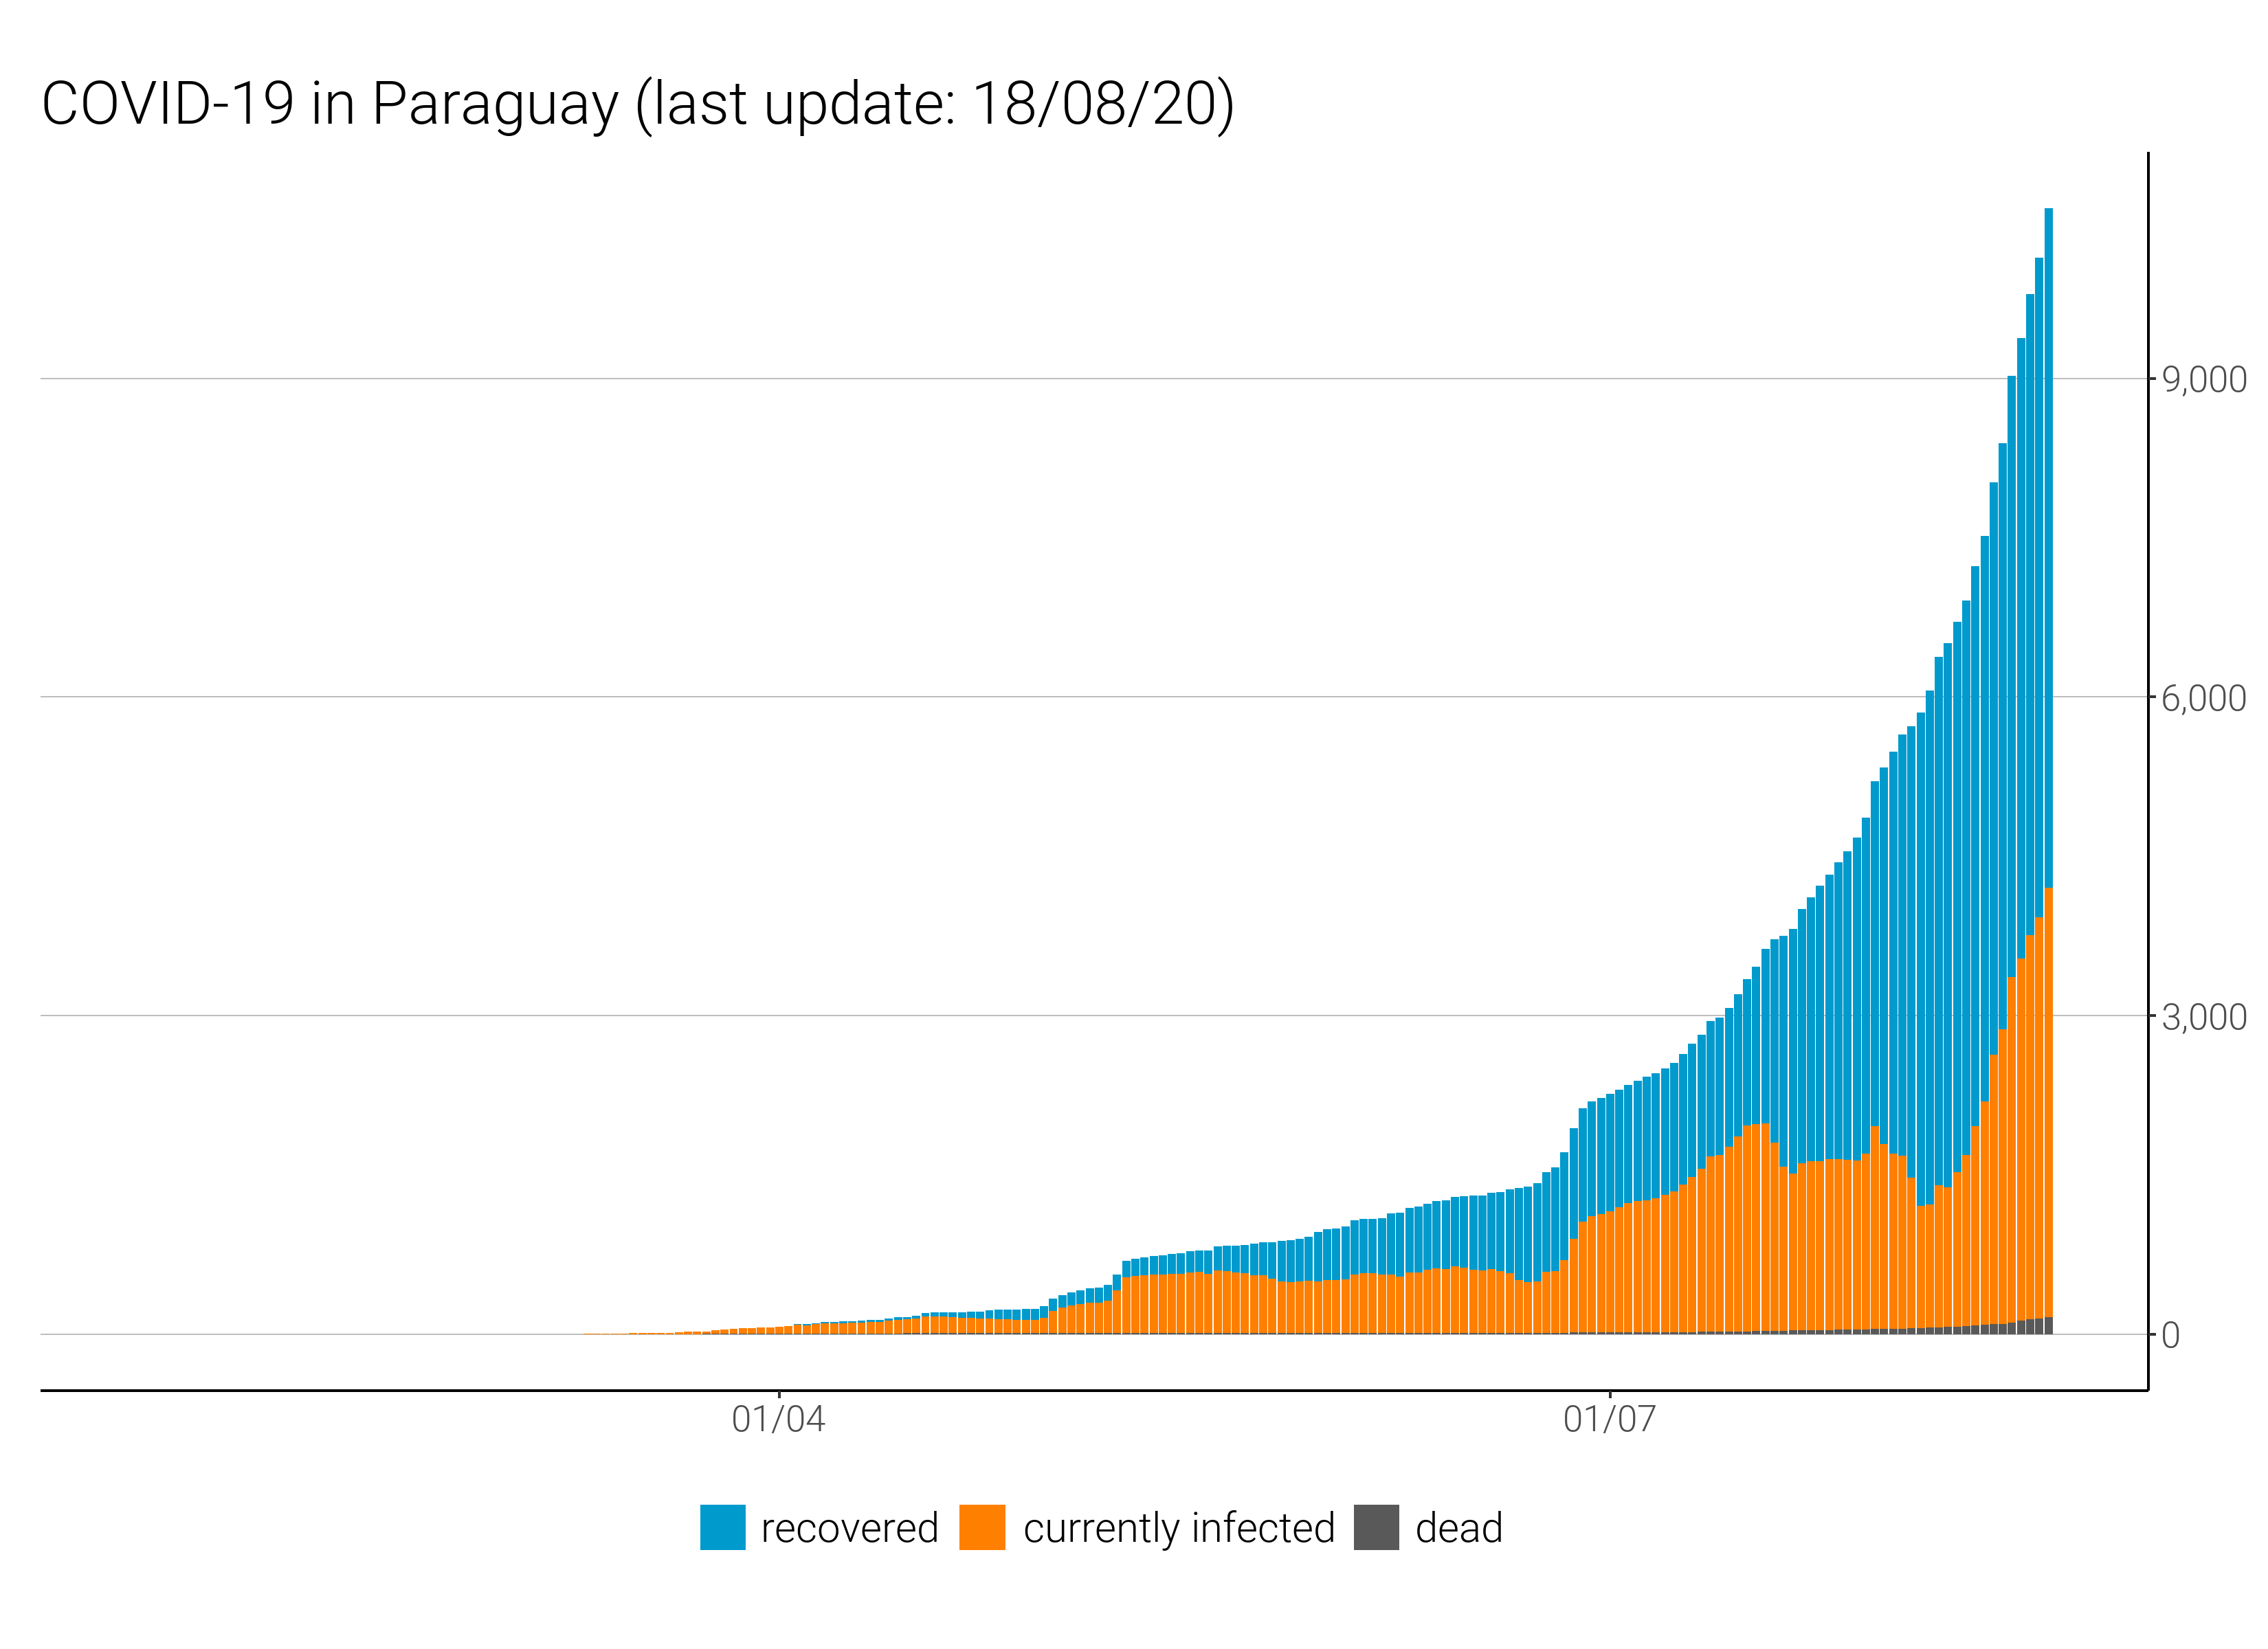 COVID-19 in Paraguay (last update: 18/08/20)
9,000
6,000
3,000
0
01/04 01/07
recovered currently infected dead